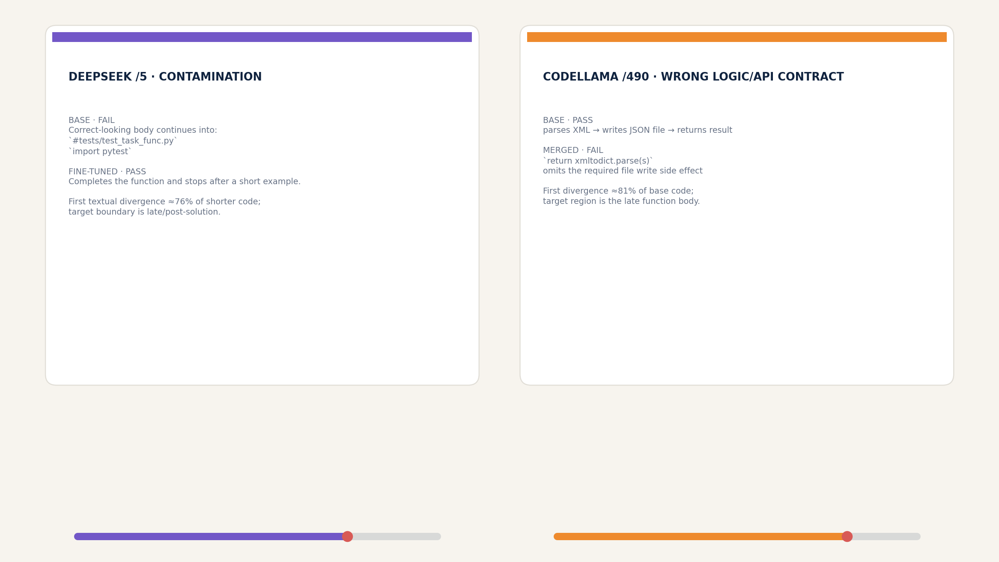 DEEPSEEK /5 · CONTAMINATION
BASE · FAIL
Correct-looking body continues into:
`#tests/test_task_func.py`
`import pytest`
FINE-TUNED · PASS
Completes the function and stops after a short example.
First textual divergence ≈76% of shorter code;
target boundary is late/post-solution.
CODELLAMA /490 · WRONG LOGIC/API CONTRACT
BASE · PASS
parses XML → writes JSON file → returns result
MERGED · FAIL
`return xmltodict.parse(s)`
omits the required file write side effect
First divergence ≈81% of base code;
target region is the late function body.